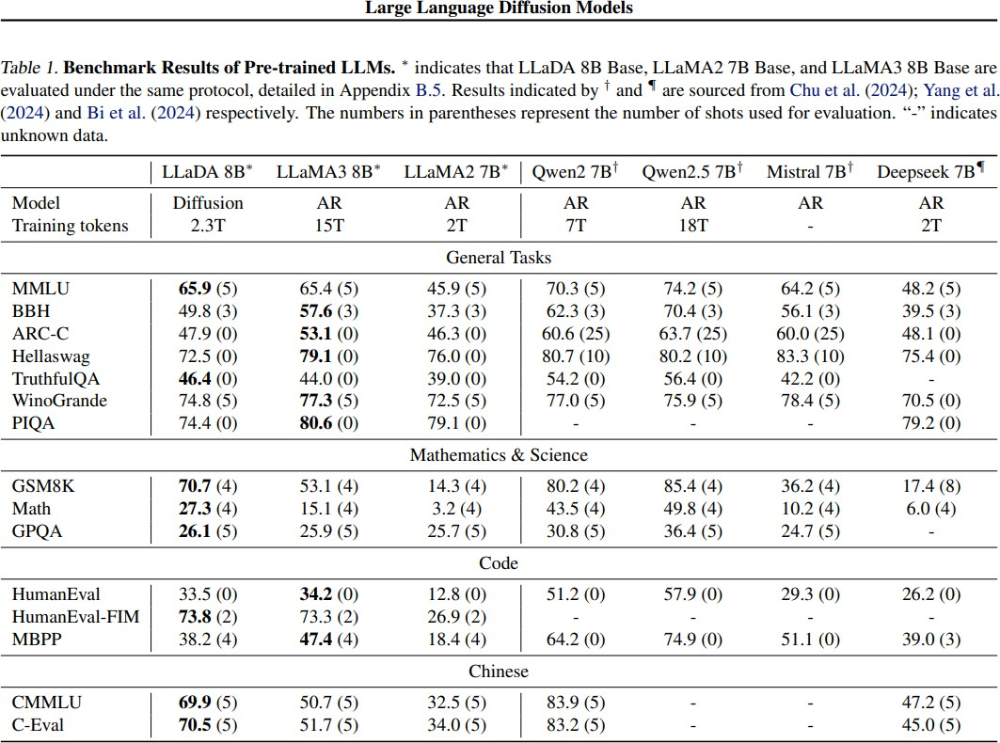 Large Language Diffusion Models
Table 1. Benchmark Results of Pre-trained LLMs. * indicates that LLaDA 8B Base, LLaMA2 7B Base, and LLaMA3 8B Base are
evaluated under the same protocol, detailed in Appendix B.5. Results indicated by † and ¶ are sourced from Chu et al. (2024); Yang et al.
(2024) and Bi et al. (2024) respectively. The numbers in parentheses represent the number of shots used for evaluation. “-” indicates
unknown data.
LLaDA 8B* LLaMA3 8B* LLaMA2 7B* Qwen2 7B† Qwen2.5 7B† Mistral 7B† Deepseek 7B¶
Model Diffusion AR AR AR AR AR AR
Training tokens 2.3T 15T 2T 7T 18T - 2T
General Tasks
MMLU 65.9 (5) 65.4 (5) 45.9 (5) 70.3 (5) 74.2 (5) 64.2 (5) 48.2 (5)
BBH 49.8 (3) 57.6 (3) 37.3 (3) 62.3 (3) 70.4 (3) 56.1 (3) 39.5 (3)
ARC-C 47.9 (0) 53.1 (0) 46.3 (0) 60.6 (25) 63.7 (25) 60.0 (25) 48.1 (0)
Hellaswag 72.5 (0) 79.1 (0) 76.0 (0) 80.7 (10) 80.2 (10) 83.3 (10) 75.4 (0)
TruthfulQA 46.4 (0) 44.0 (0) 39.0 (0) 54.2 (0) 56.4 (0) 42.2 (0) -
WinoGrande 74.8 (5) 77.3 (5) 72.5 (5) 77.0 (5) 75.9 (5) 78.4 (5) 70.5 (0)
PIQA 74.4 (0) 80.6 (0) 79.1 (0) - - - 79.2 (0)
Mathematics & Science
GSM8K 70.7 (4) 53.1 (4) 14.3 (4) 80.2 (4) 85.4 (4) 36.2 (4) 17.4 (8)
Math 27.3 (4) 15.1 (4) 3.2 (4) 43.5 (4) 49.8 (4) 10.2 (4) 6.0 (4)
GPQA 26.1 (5) 25.9 (5) 25.7 (5) 30.8 (5) 36.4 (5) 24.7 (5) -
Code
HumanEval 33.5 (0) 34.2 (0) 12.8 (0) 51.2 (0) 57.9 (0) 29.3 (0) 26.2 (0)
HumanEval-FIM 73.8 (2) 73.3 (2) 26.9 (2) - - - -
MBPP 38.2 (4) 47.4 (4) 18.4 (4) 64.2 (0) 74.9 (0) 51.1 (0) 39.0 (3)
Chinese
CMMLU 69.9 (5) 50.7 (5) 32.5 (5) 83.9 (5) - - 47.2 (5)
C-Eval 70.5 (5) 51.7 (5) 34.0 (5) 83.2 (5) - - 45.0 (5)